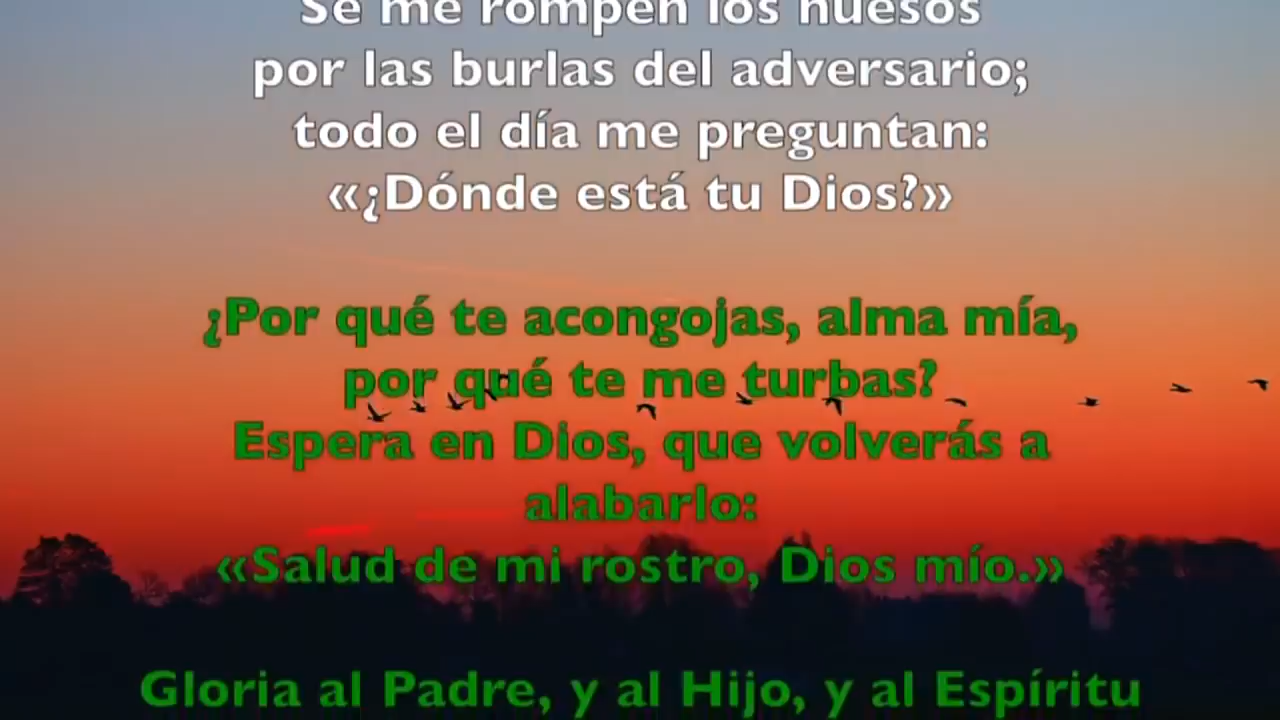 Se me rompen los huesos
por las burlas del adversario;
todo el día me preguntan:
«¿Dónde está tu Dios?»
¿Por qué te acongojas, alma mía,
por qué te me turbas?
Espera en Dios, que volverás a
alabarlo:
«Salud de mi rostro, Dios mío.»
Gloria al Padre, y al Hijo, y al Espíritu